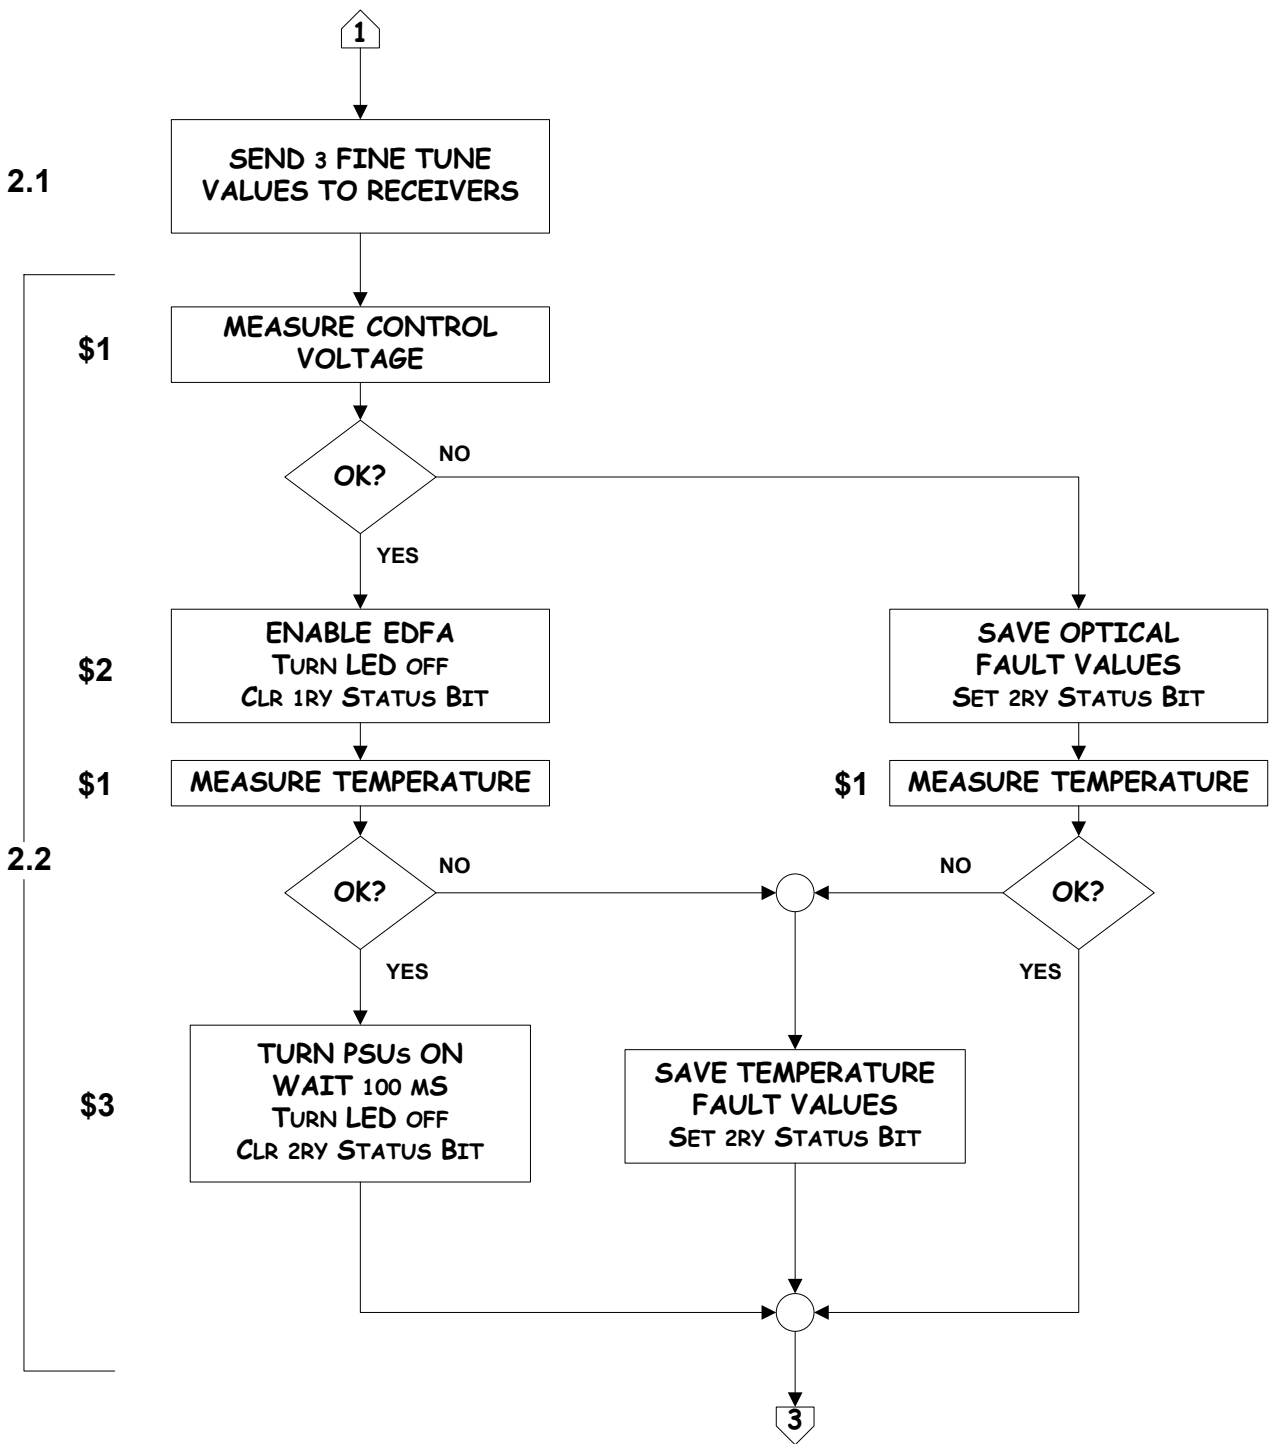 1
2.1
SEND 3 FINE TUNE
VALUES TO RECEIVERS
$1
MEASURE CONTROL
VOLTAGE
OK?
NO
YES
$2
ENABLE EDFA
TURN LED OFF
CLR 1RY STATUS BIT
SAVE OPTICAL
FAULT VALUES
SET 2RY STATUS BIT
$1
MEASURE TEMPERATURE
$1
MEASURE TEMPERATURE
2.2
OK?
NO
YES
NO
OK?
YES
$3
TURN PSUs ON
WAIT 100 MS
TURN LED OFF
CLR 2RY STATUS BIT
SAVE TEMPERATURE
FAULT VALUES
SET 2RY STATUS BIT
3